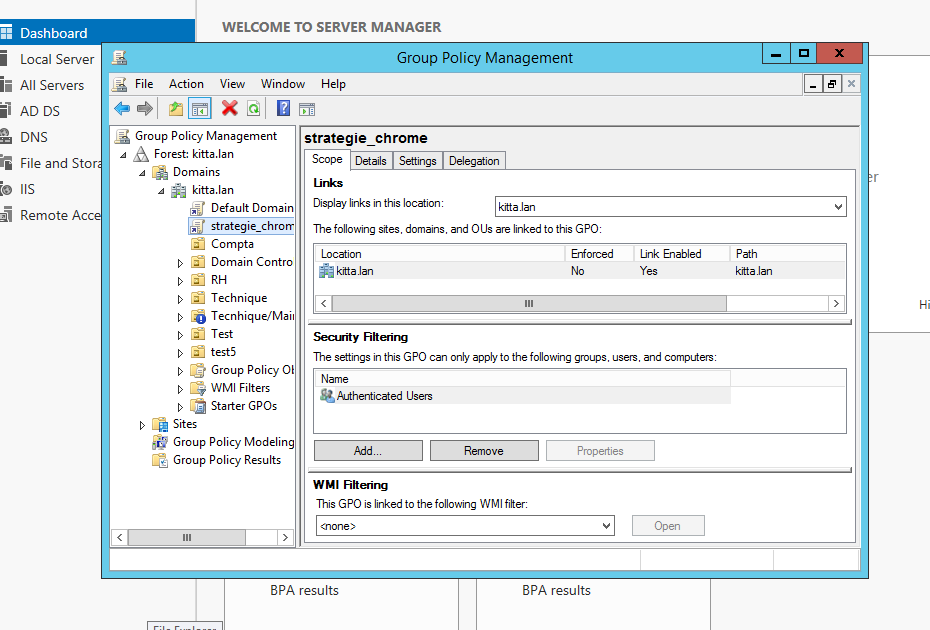 WELCOME TO SERVER MANAGER
Dashboard
Local Server
All Servers
AD DS
DNS
File and Stora
IIS
Remote Acce
Group Policy Management
File Action View Window Help
Group Policy Management
Forest: kitta.lan
Domains
kitta.lan
Default Domain
strategie_chrom
Compta
Domain Contro
RH
Technique
Tecnhique/Mai
Test
test5
Group Policy Ob
WMI Filters
Starter GPOs
Sites
Group Policy Modeling
Group Policy Results
strategie_chrome
Scope Details Settings Delegation
Links
Display links in this location: kitta.lan
The following sites, domains, and OUs are linked to this GPO:
Location Enforced Link Enabled Path
kitta.lan No Yes kitta.lan
Security Filtering
The settings in this GPO can only apply to the following groups, users, and computers:
Name
Authenticated Users
Add... Remove Properties
WMI Filtering
This GPO is linked to the following WMI filter:
<none> Open
er
Hi
BPA results BPA results
File Explorer